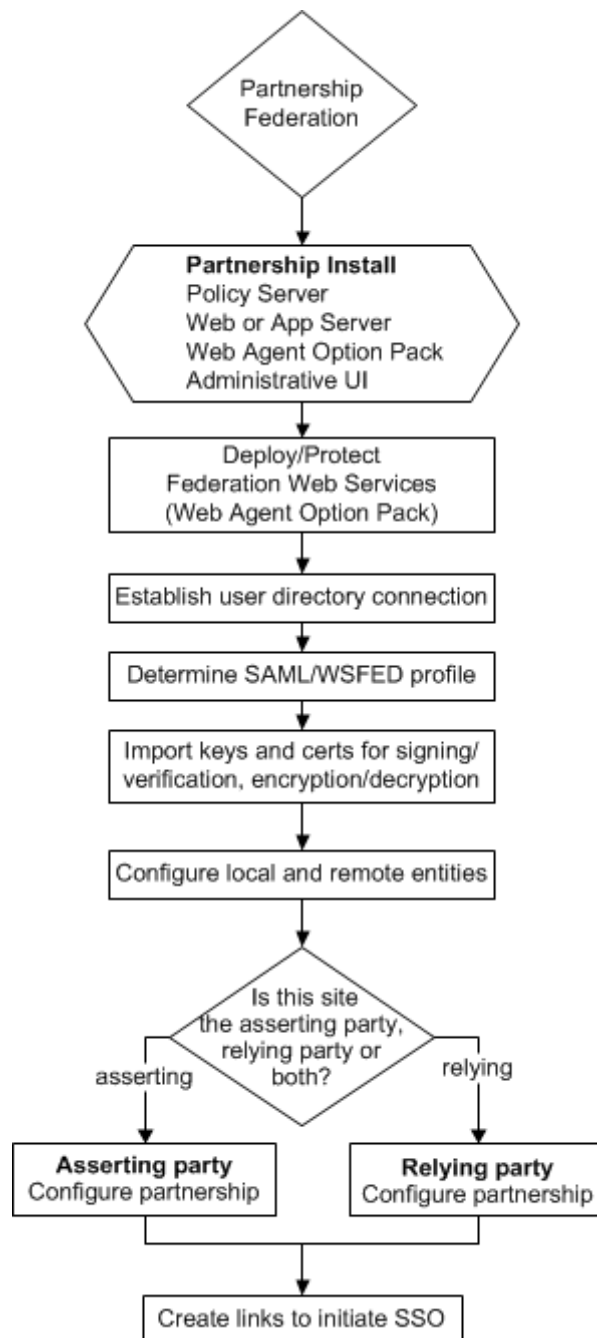 Partnership
Federation
Partnership Install
Policy Server
Web or App Server
Web Agent Option Pack
Administrative UI
Deploy/Protect
Federation Web Services
(Web Agent Option Pack)
Establish user directory connection
Determine SAML/WSFED profile
Import keys and certs for signing/
verification, encryption/decryption
Configure local and remote entities
Is this site
the asserting party,
relying party or
both?
asserting
relying
Asserting party
Configure partnership
Relying party
Configure partnership
Create links to initiate SSO